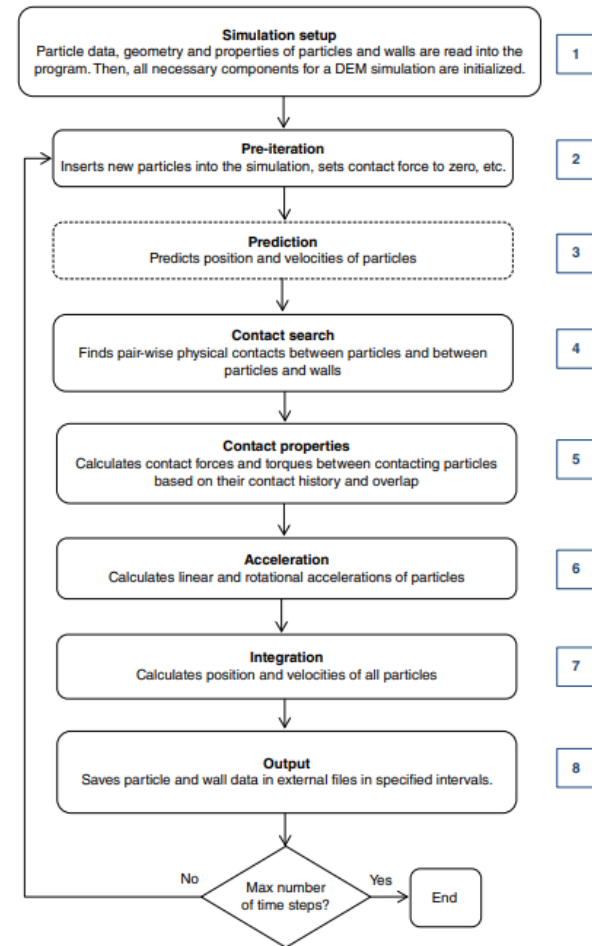 Simulation setup
Particle data, geometry and properties of particles and walls are read into the
program. Then, all necessary components for a DEM simulation are initialized.
1
Pre-iteration
Inserts new particles into the simulation, sets contact force to zero, etc.
2
Prediction
Predicts position and velocities of particles
3
Contact search
Finds pair-wise physical contacts between particles and between
particles and walls
4
Contact properties
Calculates contact forces and torques between contacting particles
based on their contact history and overlap
5
Acceleration
Calculates linear and rotational accelerations of particles
6
Integration
Calculates position and velocities of all particles
7
Output
Saves particle and wall data in external files in specified intervals.
8
No
Max number
of time steps?
Yes
End